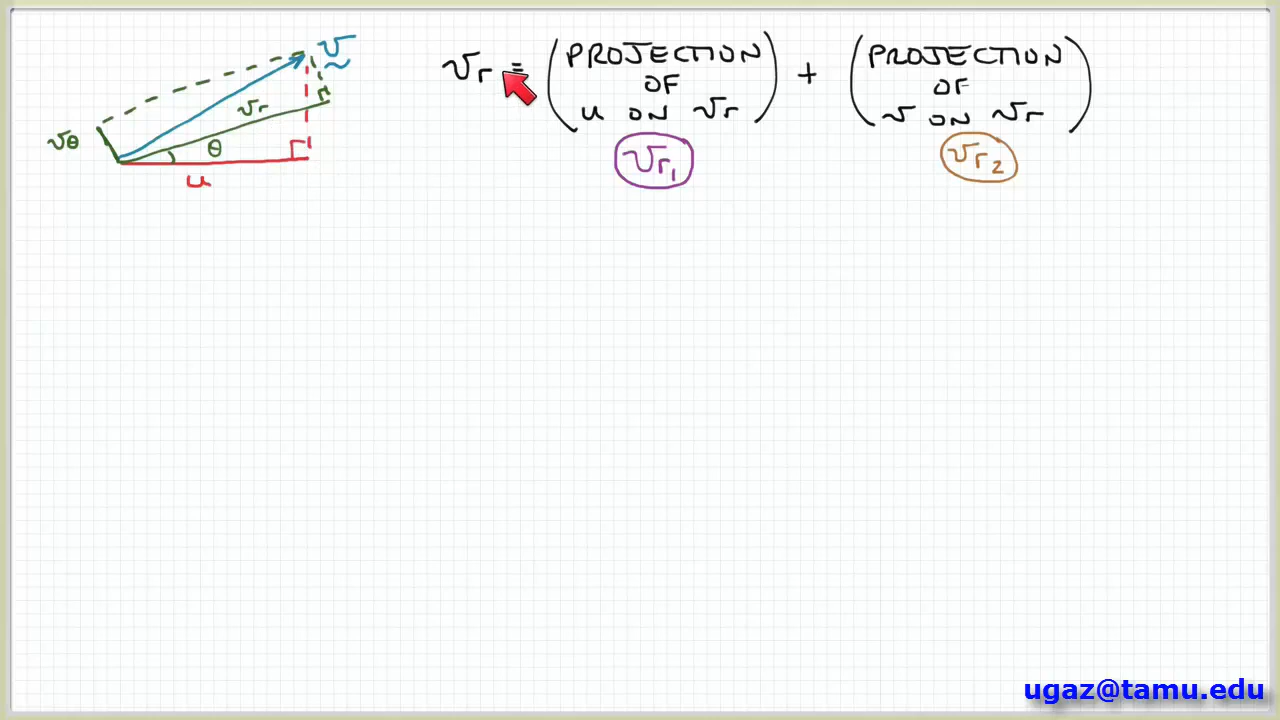 v
vr
vθ
θ
u
vr = (PROJECTION OF u ON vr) + (PROJECTION OF v ON vr)
vr1
vr2
ugaz@tamu.edu